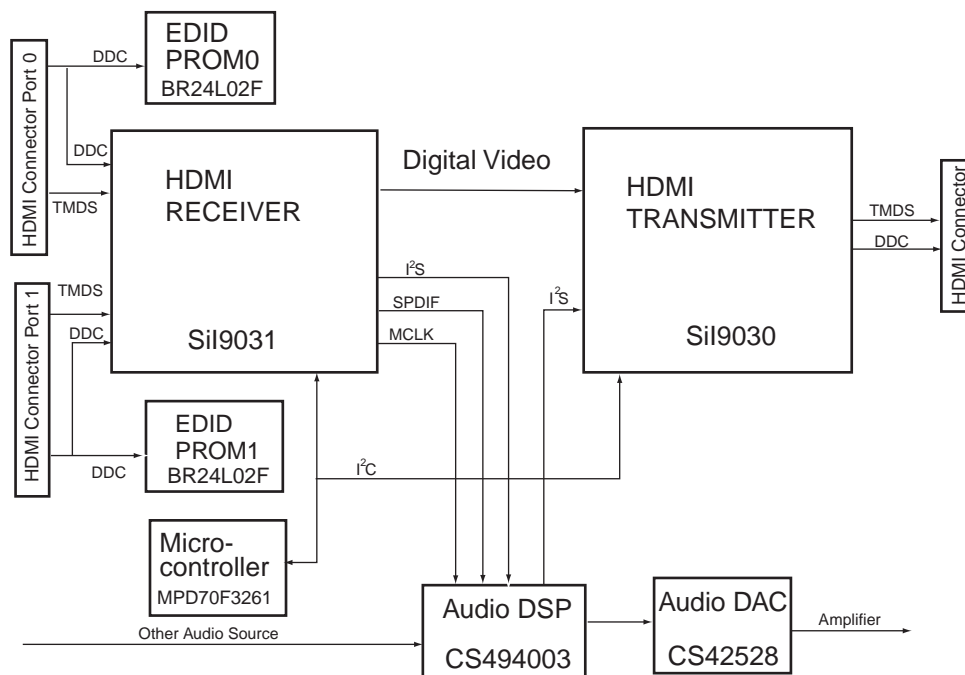 HDMI Connector Port 0
DDC
EDID
PROM0
BR24L02F
DDC
TMDS
HDMI
RECEIVER
SiI9031
Digital Video
HDMI
TRANSMITTER
SiI9030
TMDS
DDC
HDMI Connector
I²S
SPDIF
MCLK
I²S
HDMI Connector Port 1
TMDS
DDC
DDC
EDID
PROM1
BR24L02F
I²C
Micro-
controller
MPD70F3261
Other Audio Source
Audio DSP
CS494003
Audio DAC
CS42528
Amplifier